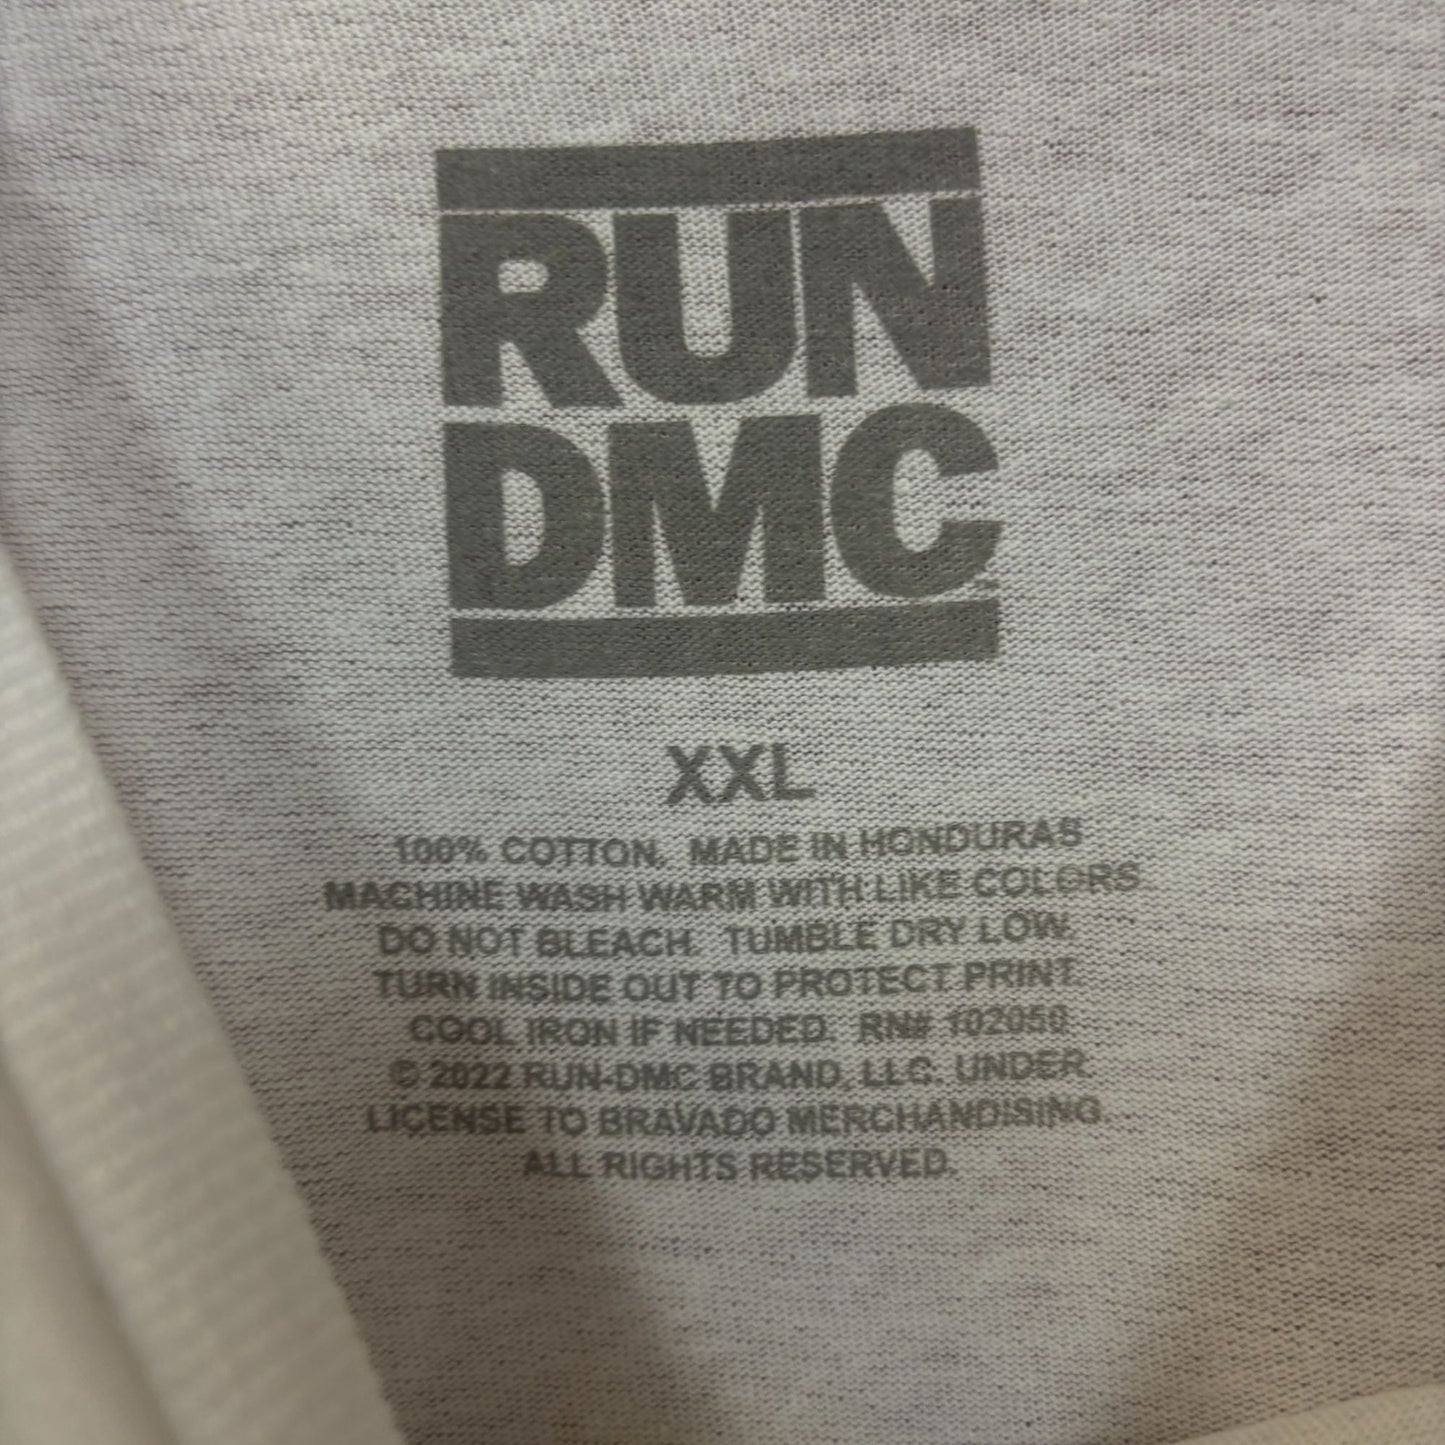 RUN
DMC
XXL
100% COTTON. MADE IN HONDURAS
MACHINE WASH WARM WITH LIKE COLORS
DO NOT BLEACH. TUMBLE DRY LOW.
TURN INSIDE OUT TO PROTECT PRINT.
COOL IRON IF NEEDED. RN# 102050
© 2022 RUN-DMC BRAND, LLC. UNDER
LICENSE TO BRAVADO MERCHANDISING.
ALL RIGHTS RESERVED.